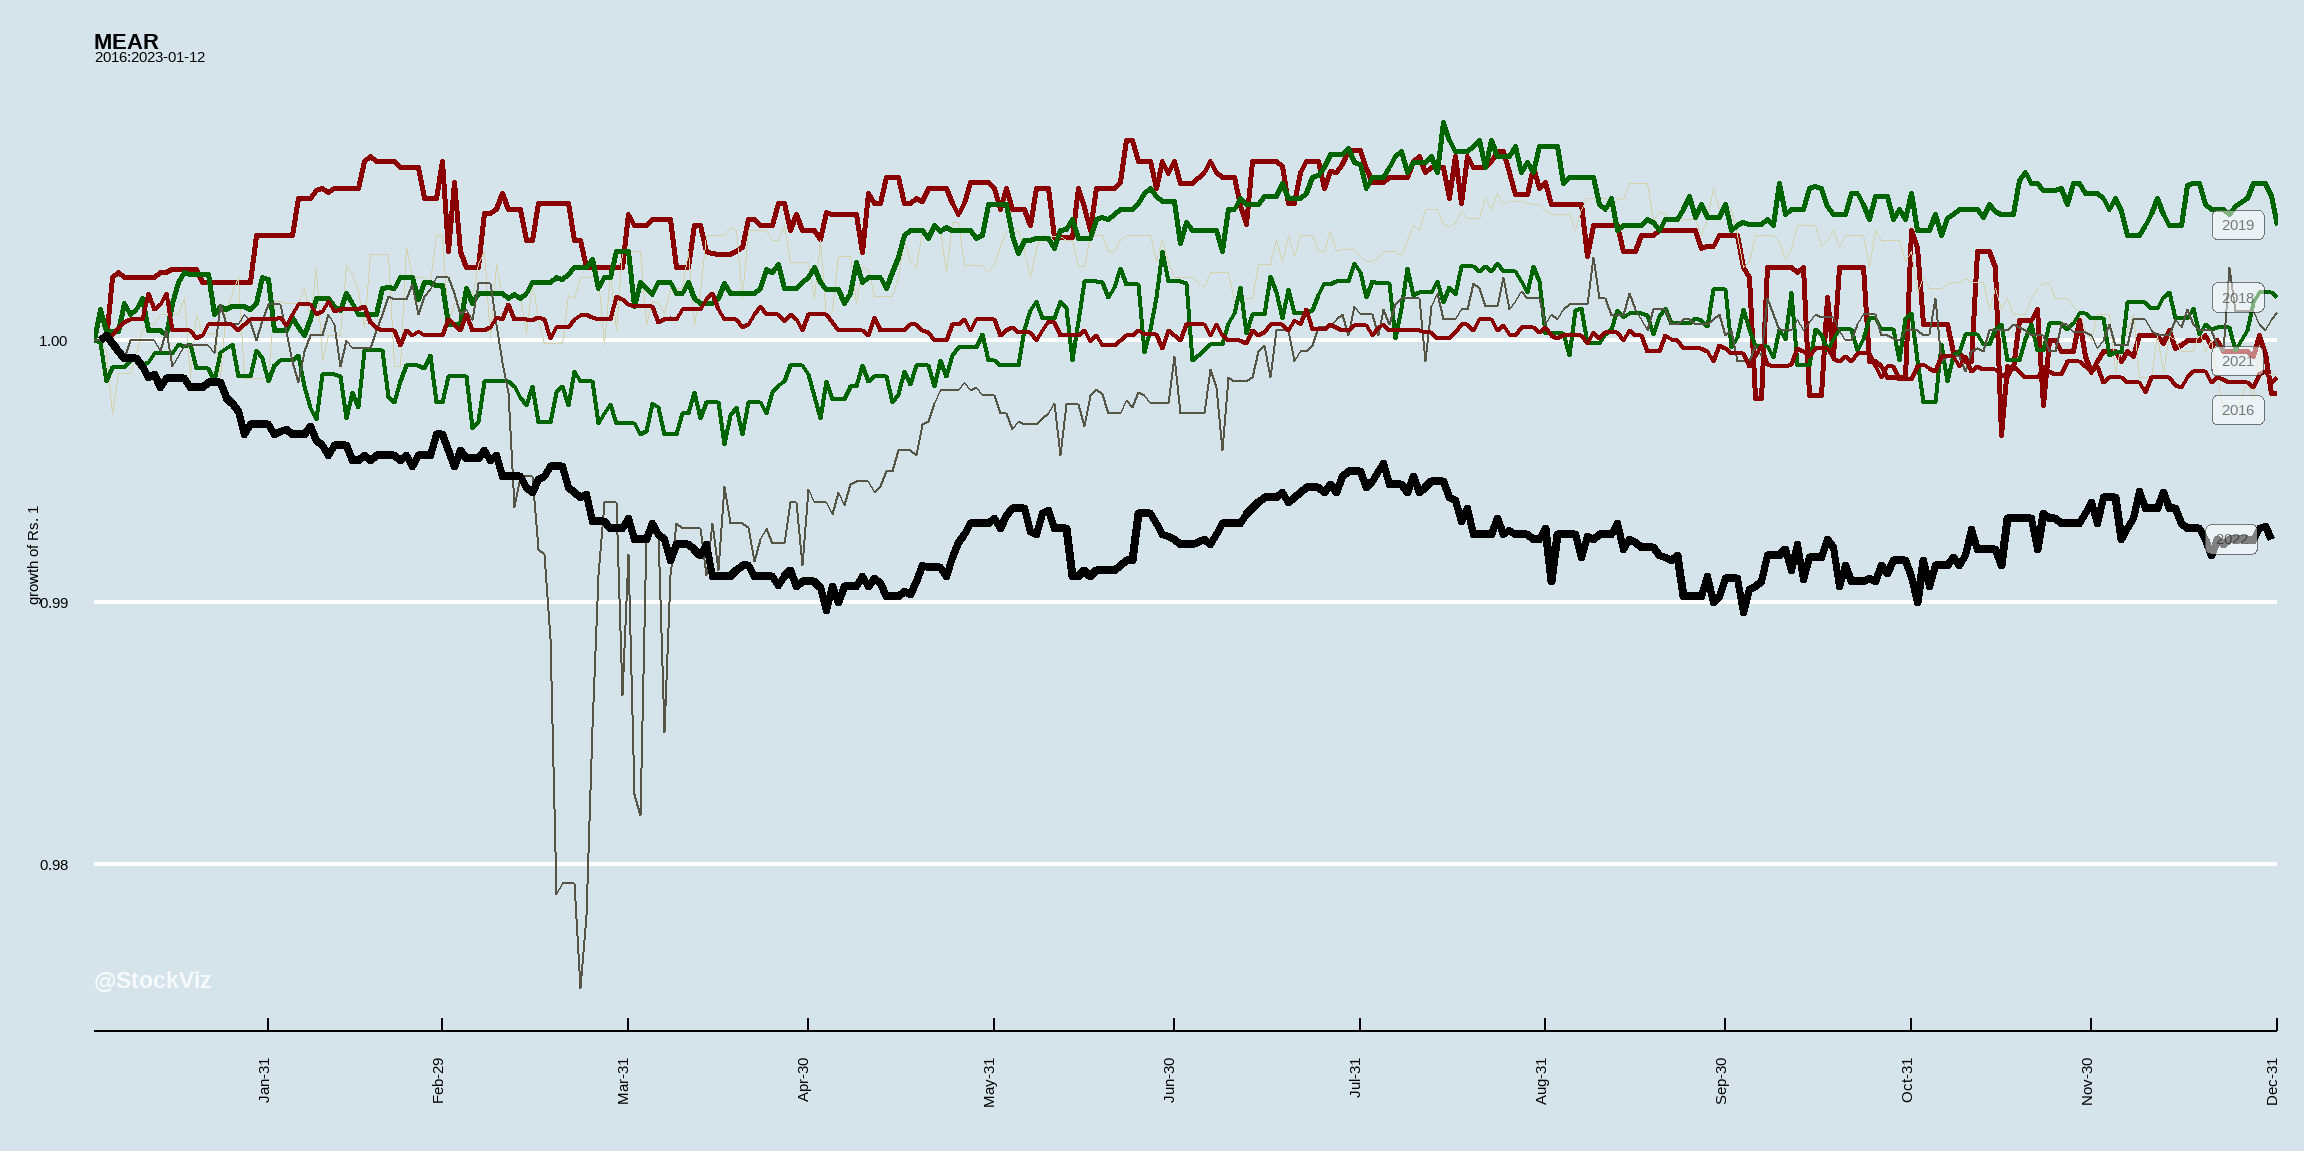 MEAR
2016:2023-01-12
growth of Rs. 1
1.00
0.99
0.98
2019
2018
2021
2016
2022
@StockViz
Jan-31
Feb-29
Mar-31
Apr-30
May-31
Jun-30
Jul-31
Aug-31
Sep-30
Oct-31
Nov-30
Dec-31